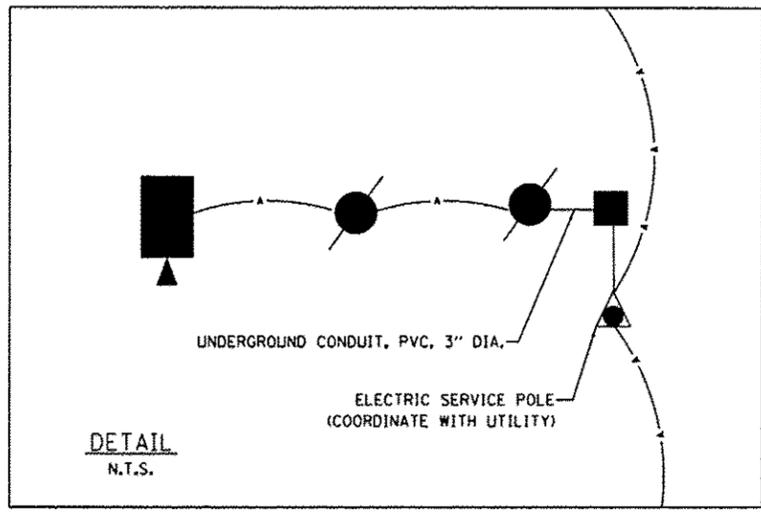 UNDERGROUND CONDUIT, PVC, 3" DIA.
ELECTRIC SERVICE POLE
(COORDINATE WITH UTILITY)
DETAIL
N.T.S.